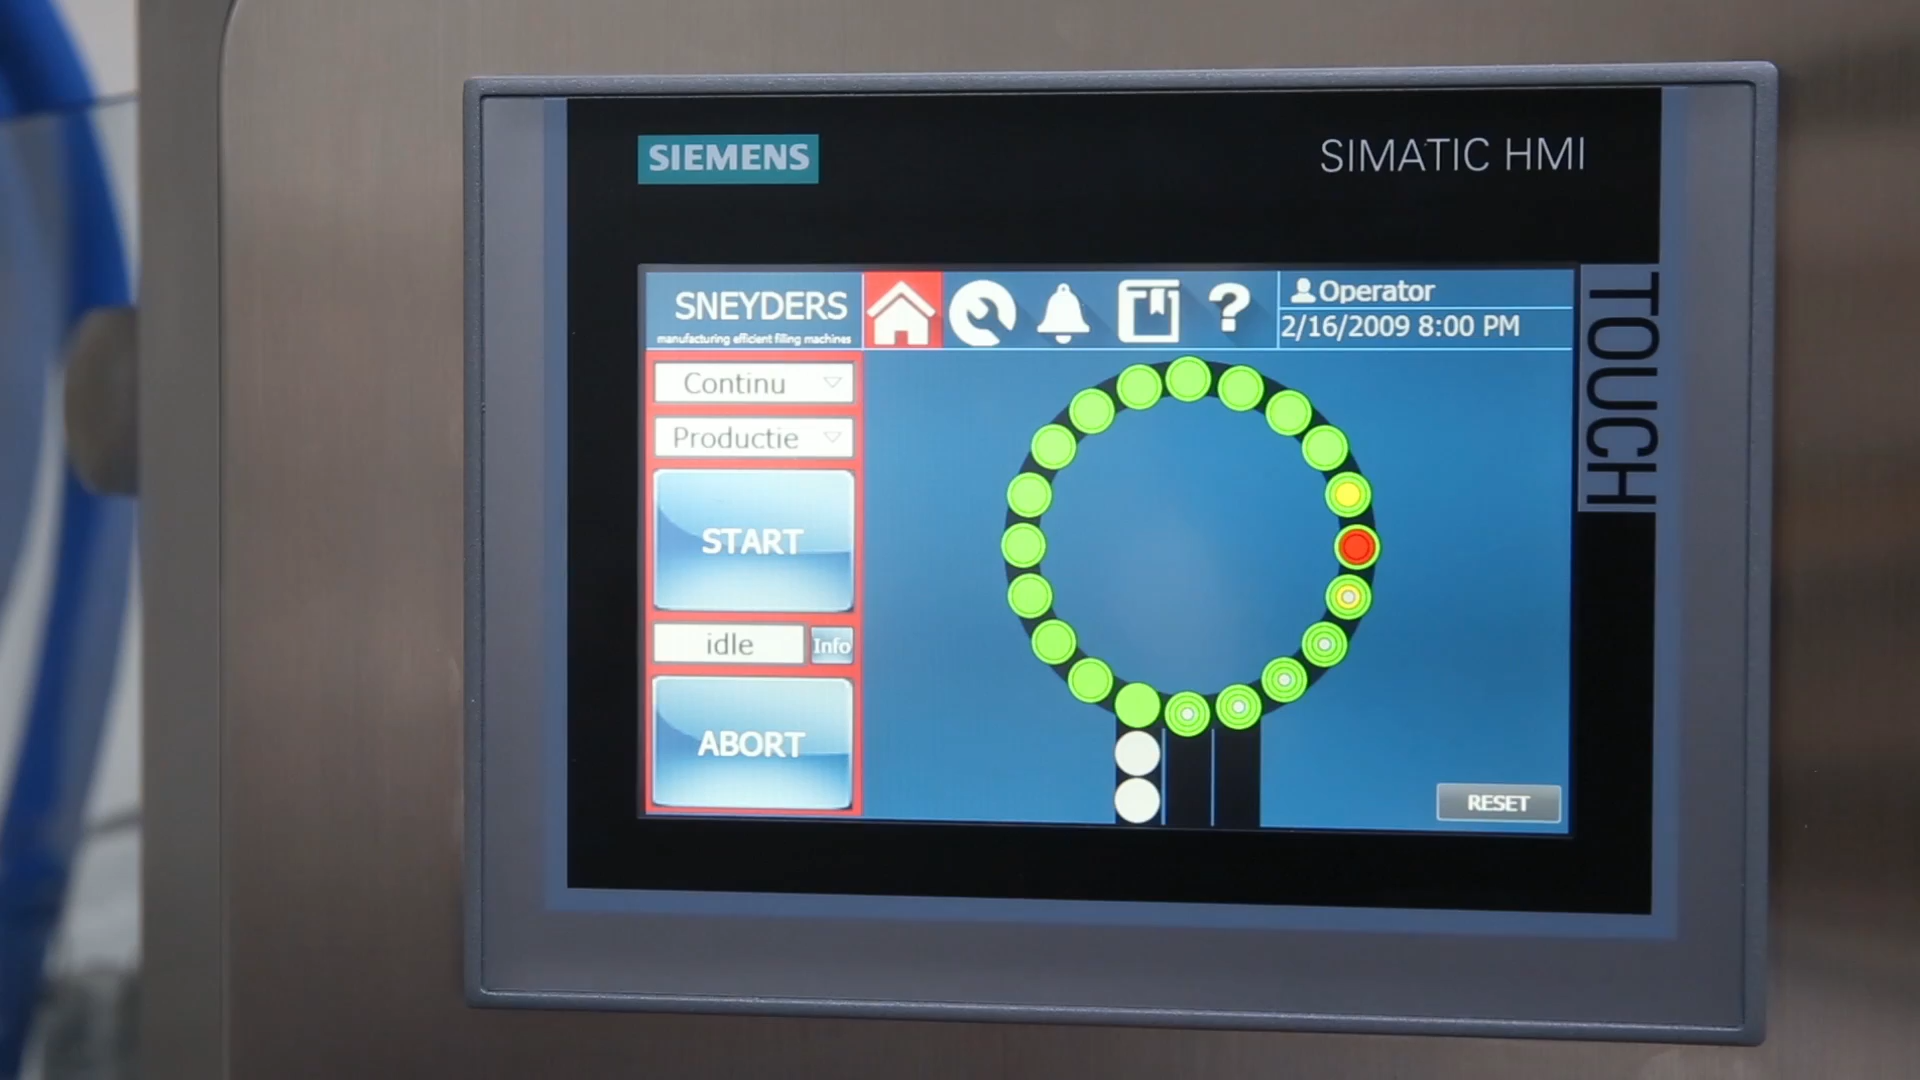 SIEMENS
SIMATIC HMI
TOUCH
SNEYDERS
manufacturing efficient filling machines
?
Operator
2/16/2009 8:00 PM
Continu
Productie
START
idle
Info
ABORT
RESET